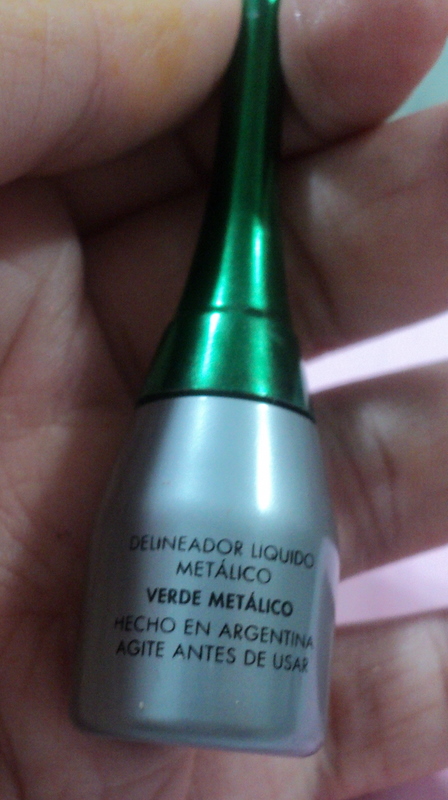 DELINEADOR LIQUIDO
METÁLICO
VERDE METÁLICO
HECHO EN ARGENTINA
AGITE ANTES DE USAR